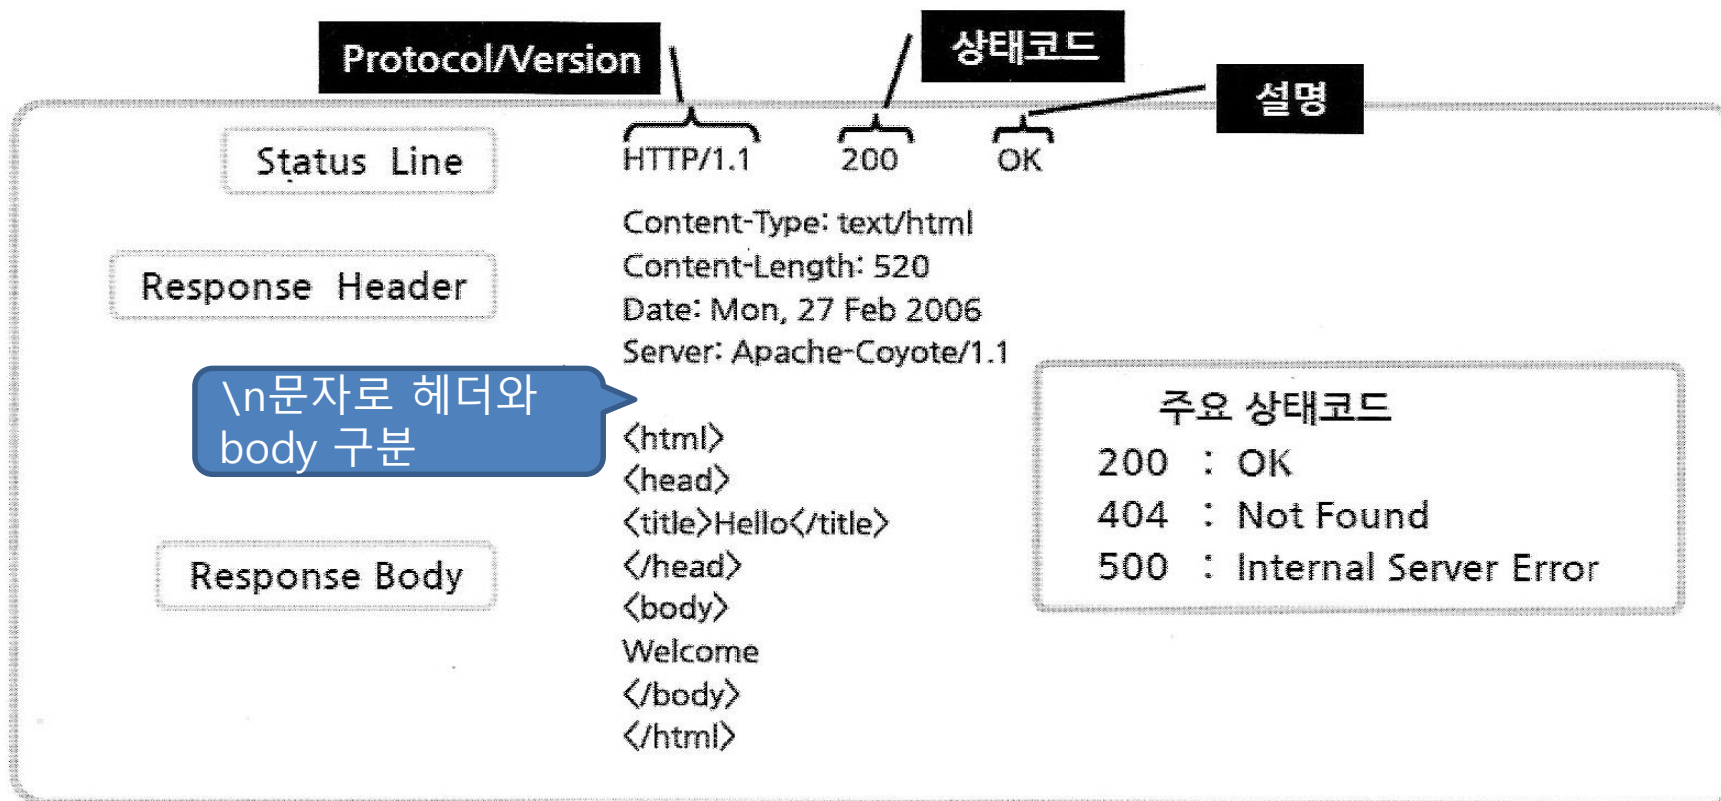 Protocol/Version
상태코드
설명
Status Line
HTTP/1.1 200 OK
Response Header
Content-Type: text/html
Content-Length: 520
Date: Mon, 27 Feb 2006
Server: Apache-Coyote/1.1
\n문자로 헤더와
body 구분
Response Body
<html>
<head>
<title>Hello</title>
</head>
<body>
Welcome
</body>
</html>
주요 상태코드
200 : OK
404 : Not Found
500 : Internal Server Error